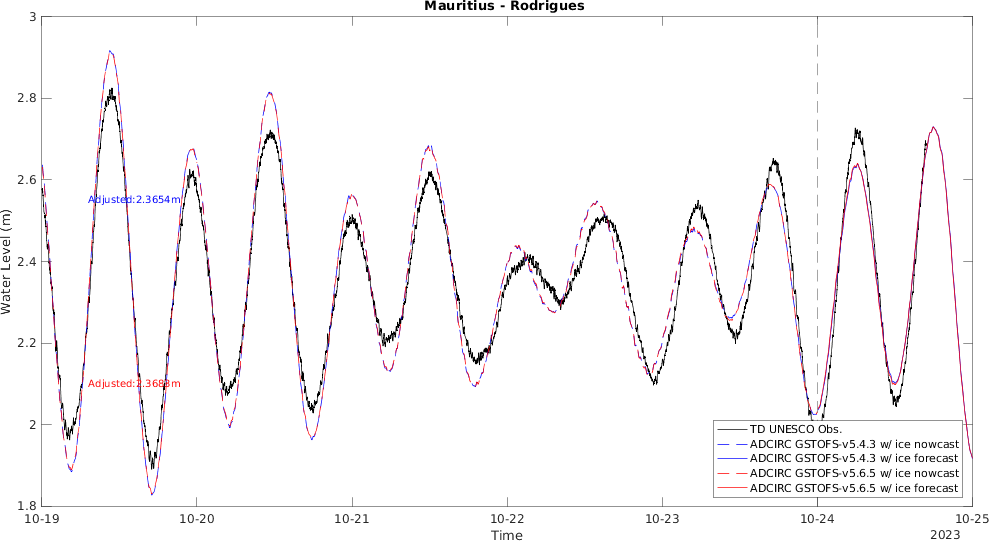 Mauritius - Rodrigues
3
2.8
2.6
2.4
2.2
2
1.8
Water Level (m)
Adjusted:2.3654m
Adjusted:2.3683m
TD UNESCO Obs.
ADCIRC GSTOFS-v5.4.3 w/ ice nowcast
ADCIRC GSTOFS-v5.4.3 w/ ice forecast
ADCIRC GSTOFS-v5.6.5 w/ ice nowcast
ADCIRC GSTOFS-v5.6.5 w/ ice forecast
10-19 10-20 10-21 10-22 10-23 10-24 10-25
Time
2023